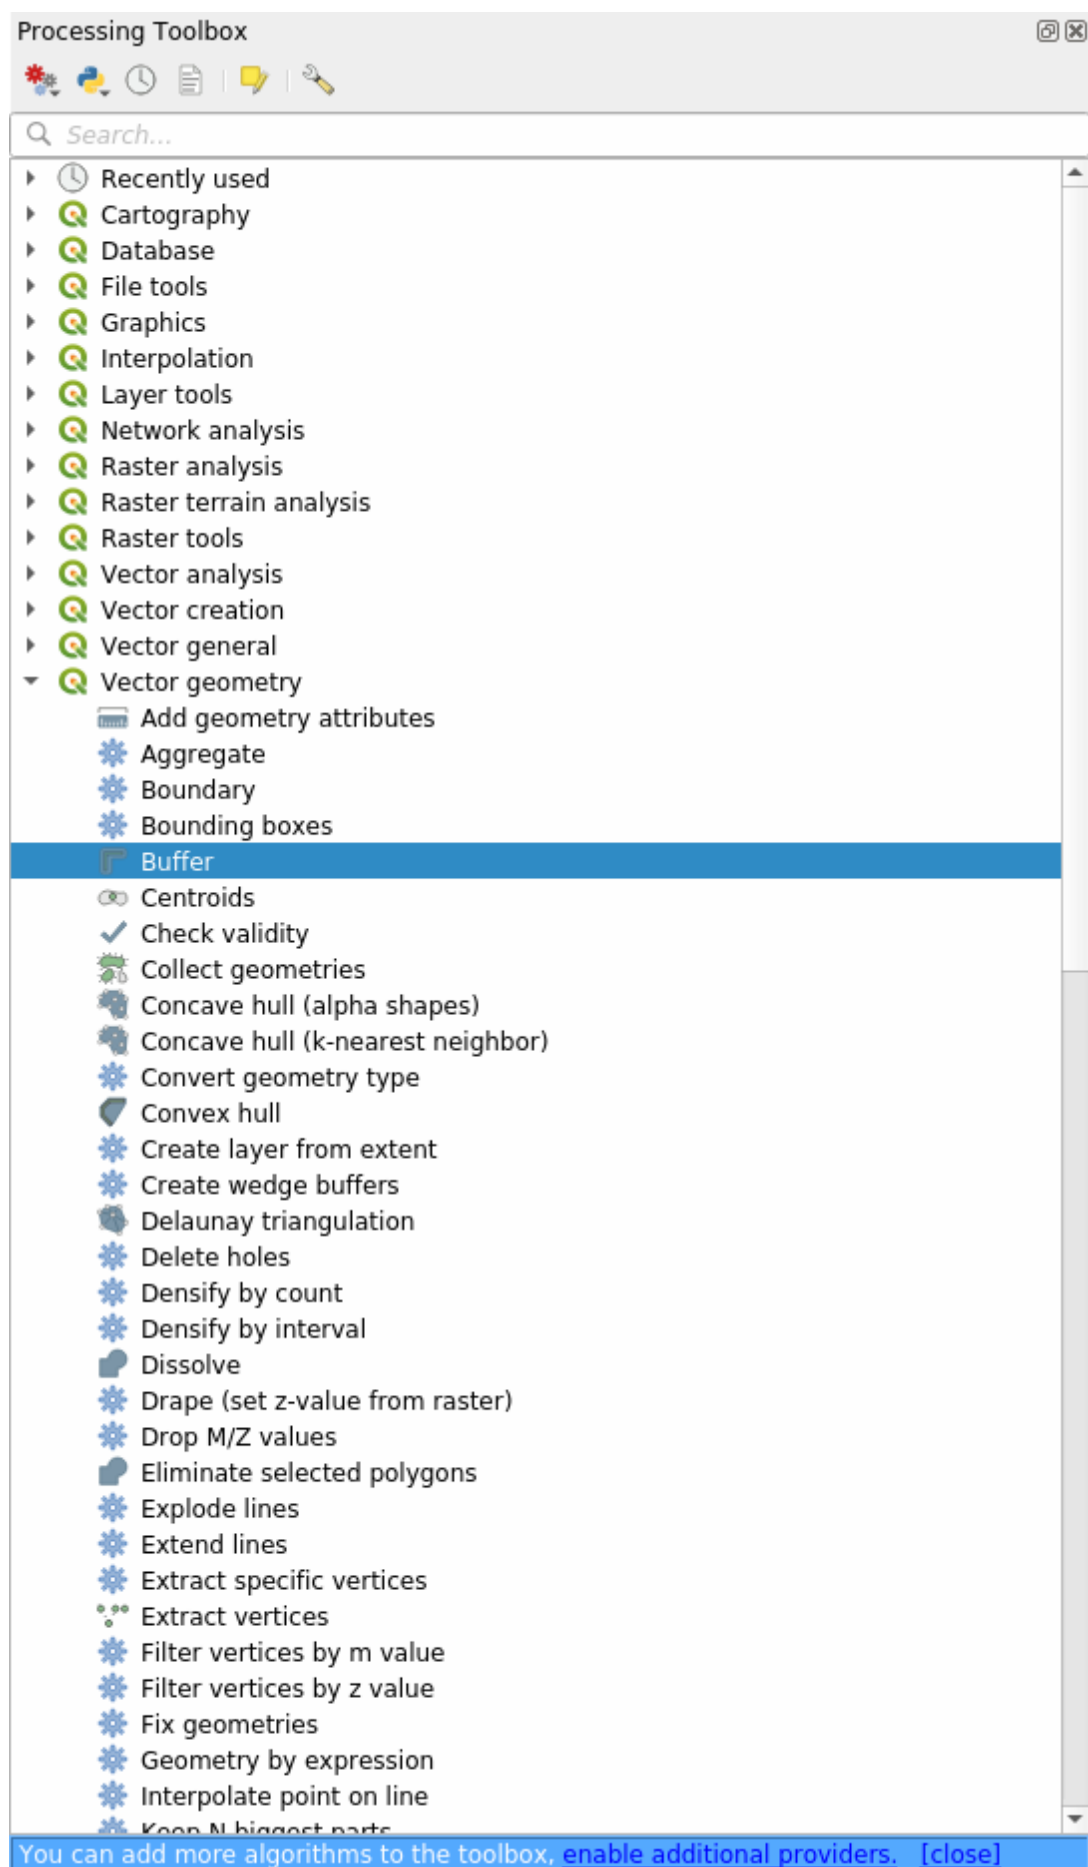 Processing Toolbox
Search...
Recently used
Cartography
Database
File tools
Graphics
Interpolation
Layer tools
Network analysis
Raster analysis
Raster terrain analysis
Raster tools
Vector analysis
Vector creation
Vector general
Vector geometry
Add geometry attributes
Aggregate
Boundary
Bounding boxes
Buffer
Centroids
Check validity
Collect geometries
Concave hull (alpha shapes)
Concave hull (k-nearest neighbor)
Convert geometry type
Convex hull
Create layer from extent
Create wedge buffers
Delaunay triangulation
Delete holes
Densify by count
Densify by interval
Dissolve
Drape (set z-value from raster)
Drop M/Z values
Eliminate selected polygons
Explode lines
Extend lines
Extract specific vertices
Extract vertices
Filter vertices by m value
Filter vertices by z value
Fix geometries
Geometry by expression
Interpolate point on line
Keep N biggest parts
You can add more algorithms to the toolbox, enable additional providers. [close]